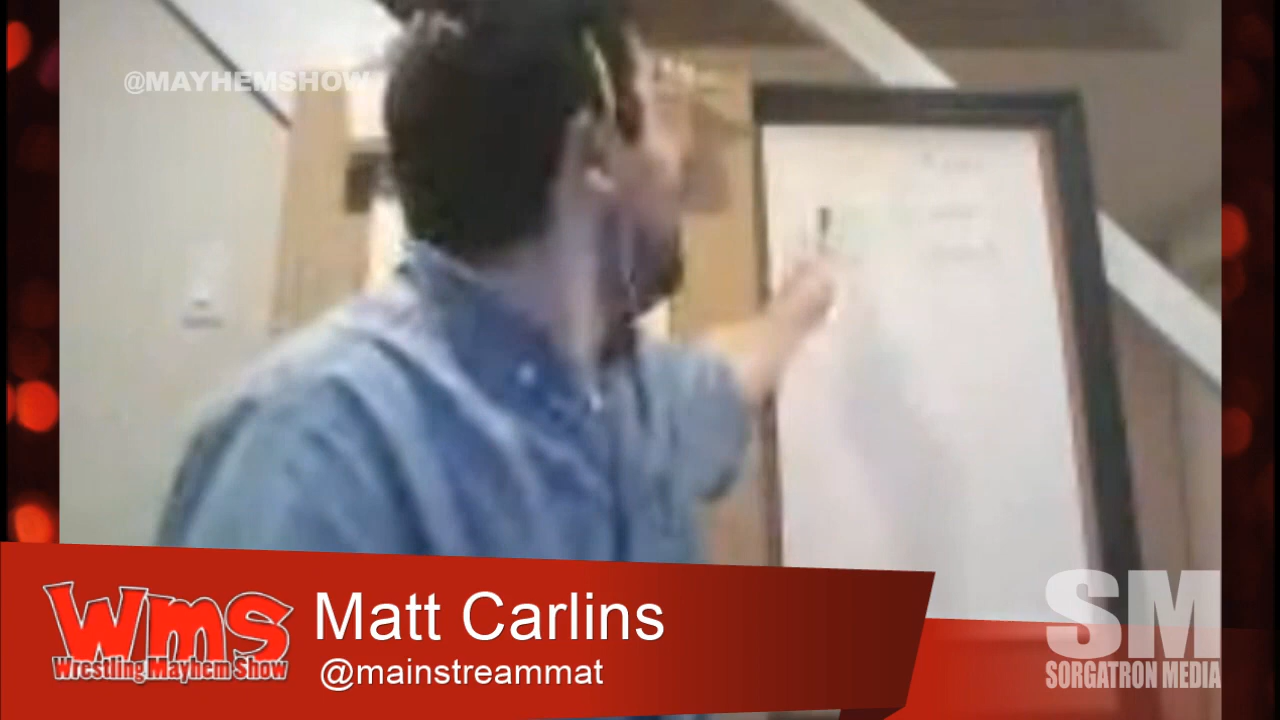 @MAYHEMSHOW
WMS
Wrestling Mayhem Show
Matt Carlins
@mainstreammat
SM
SORGATRON MEDIA